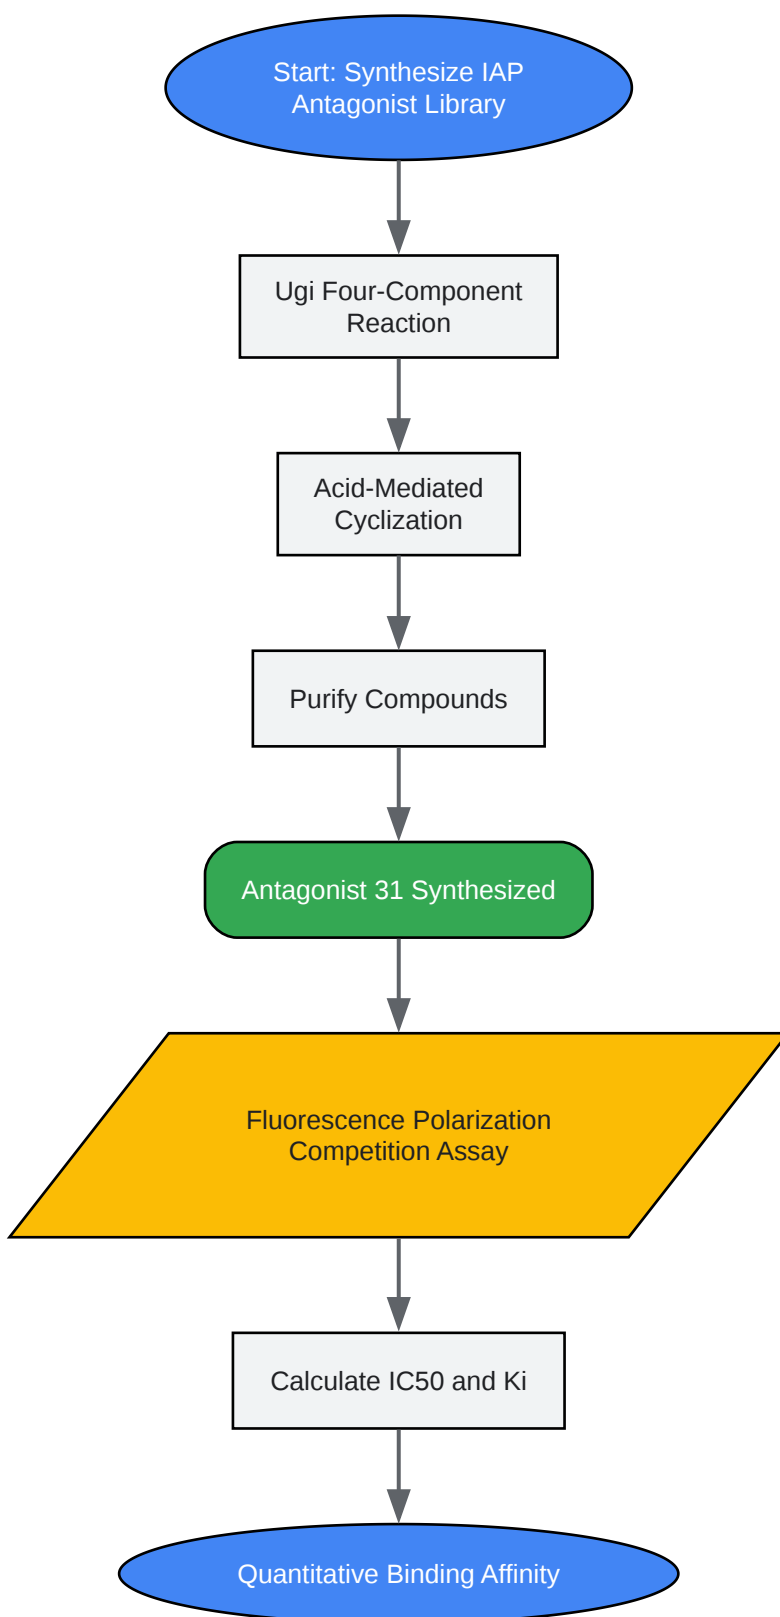 Start: Synthesize IAP
Antagonist Library
Ugi Four-Component
Reaction
Acid-Mediated
Cyclization
Purify Compounds
Antagonist 31 Synthesized
Fluorescence Polarization
Competition Assay
Calculate IC50 and Ki
Quantitative Binding Affinity